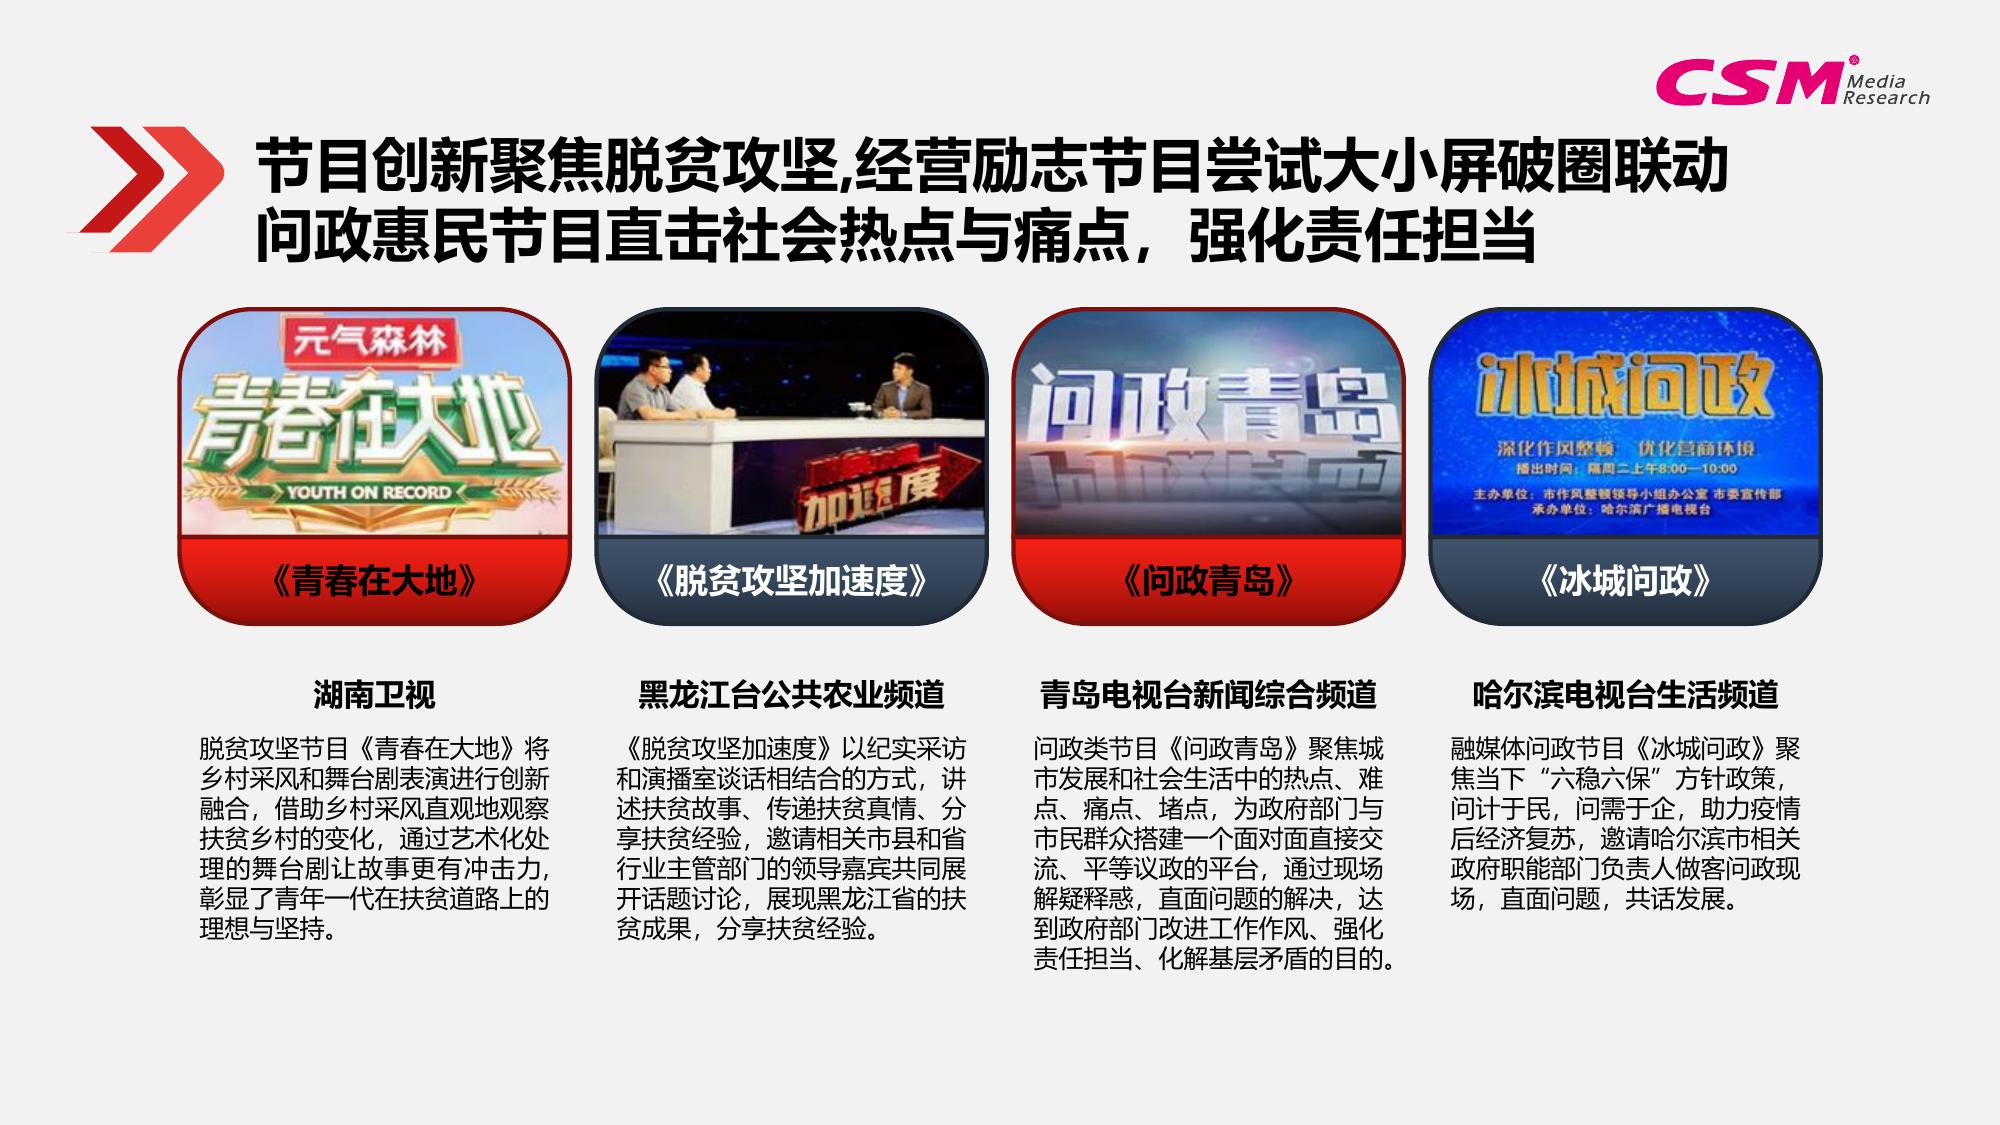 CSM Media
Research
节目创新聚焦脱贫攻坚,经营励志节目尝试大小屏破圈联动
问政惠民节目直击社会热点与痛点，强化责任担当
元气森林
青春在大地
YOUTH ON RECORD
《青春在大地》
加速度
《脱贫攻坚加速度》
问政青岛
《问政青岛》
冰城问政
深化作风整顿 优化营商环境
播出时间：隔周二上午8:00—10:00
主办单位：市作风整顿领导小组办公室 市委宣传部
承办单位：哈尔滨广播电视台
《冰城问政》
湖南卫视
脱贫攻坚节目《青春在大地》将
乡村采风和舞台剧表演进行创新
融合，借助乡村采风直观地观察
扶贫乡村的变化，通过艺术化处
理的舞台剧让故事更有冲击力,
彰显了青年一代在扶贫道路上的
理想与坚持。
黑龙江台公共农业频道
《脱贫攻坚加速度》以纪实采访
和演播室谈话相结合的方式，讲
述扶贫故事、传递扶贫真情、分
享扶贫经验，邀请相关市县和省
行业主管部门的领导嘉宾共同展
开话题讨论，展现黑龙江省的扶
贫成果，分享扶贫经验。
青岛电视台新闻综合频道
问政类节目《问政青岛》聚焦城
市发展和社会生活中的热点、难
点、痛点、堵点，为政府部门与
市民群众搭建一个面对面直接交
流、平等议政的平台，通过现场
解疑释惑，直面问题的解决，达
到政府部门改进工作作风、强化
责任担当、化解基层矛盾的目的。
哈尔滨电视台生活频道
融媒体问政节目《冰城问政》聚
焦当下“六稳六保”方针政策，
问计于民，问需于企，助力疫情
后经济复苏，邀请哈尔滨市相关
政府职能部门负责人做客问政现
场，直面问题，共话发展。